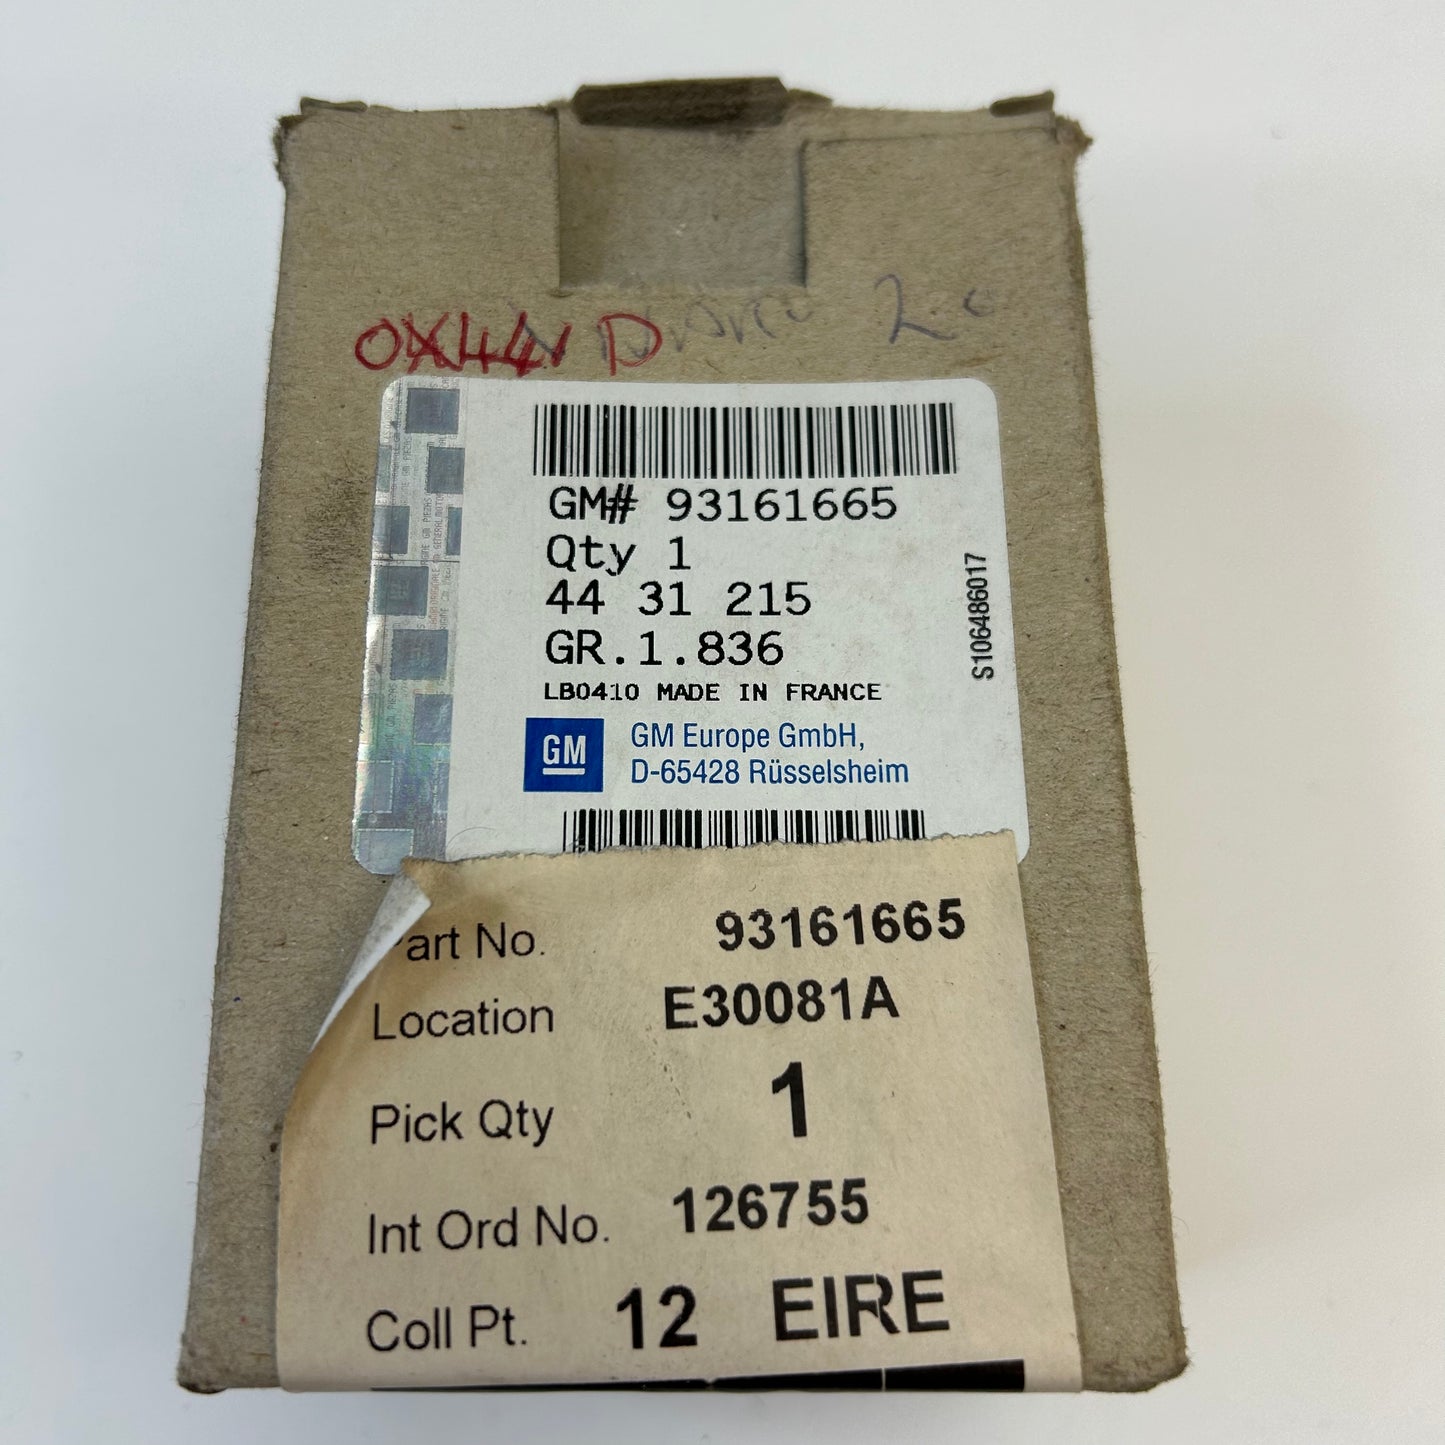 GM# 93161665
Qty 1
44 31 215
GR.1.836
LB0410 MADE IN FRANCE
S106486017
GM
GM Europe GmbH,
D-65428 Rüsselsheim
Part No. 93161665
Location E30081A
Pick Qty 1
Int Ord No. 126755
Coll Pt. 12 EIRE